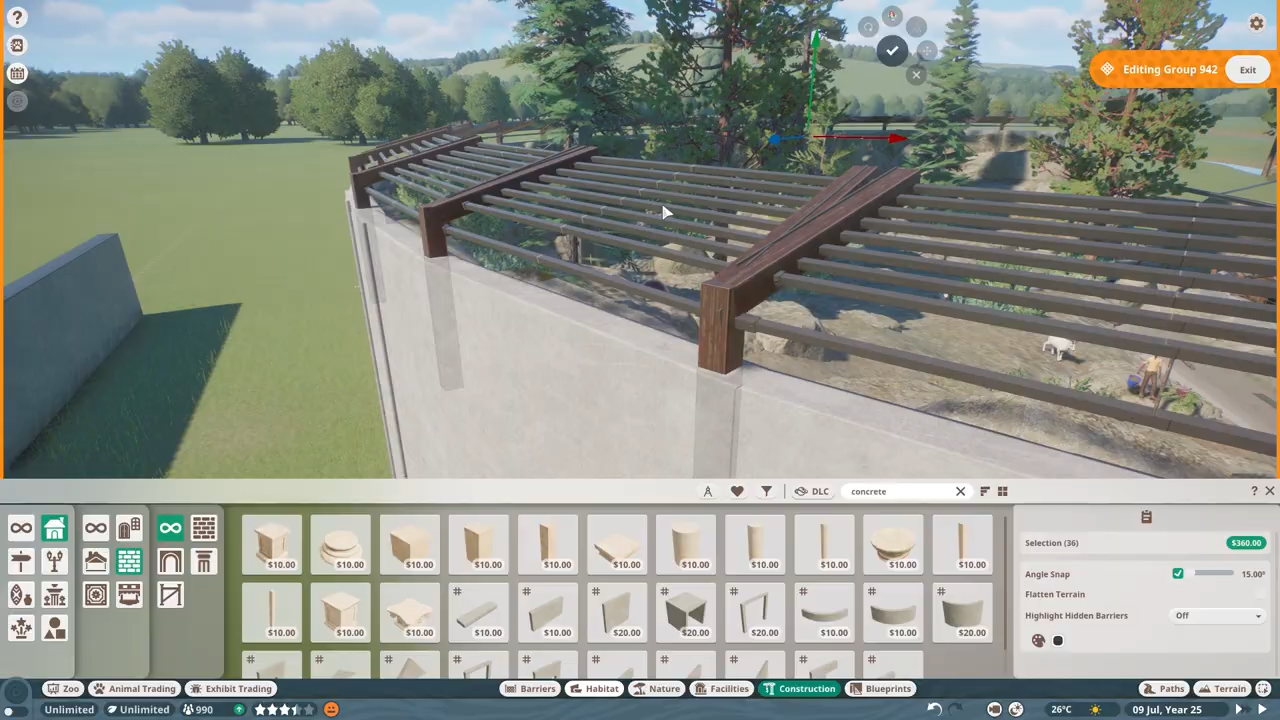 ?
Editing Group 942
Exit
DLC
concrete
?
$10.00 $10.00 $10.00 $10.00 $10.00 $10.00 $10.00 $10.00 $10.00 $10.00 $10.00
$10.00 $10.00 $10.00 $10.00 $10.00 $20.00 $20.00 $20.00 $10.00 $10.00 $20.00
Selection (36) $360.00
Angle Snap 15.00°
Flatten Terrain
Highlight Hidden Barriers Off
Zoo Animal Trading Exhibit Trading Barriers Habitat Nature Facilities Construction Blueprints Paths Terrain
Unlimited Unlimited 990 26°C 09 Jul, Year 25